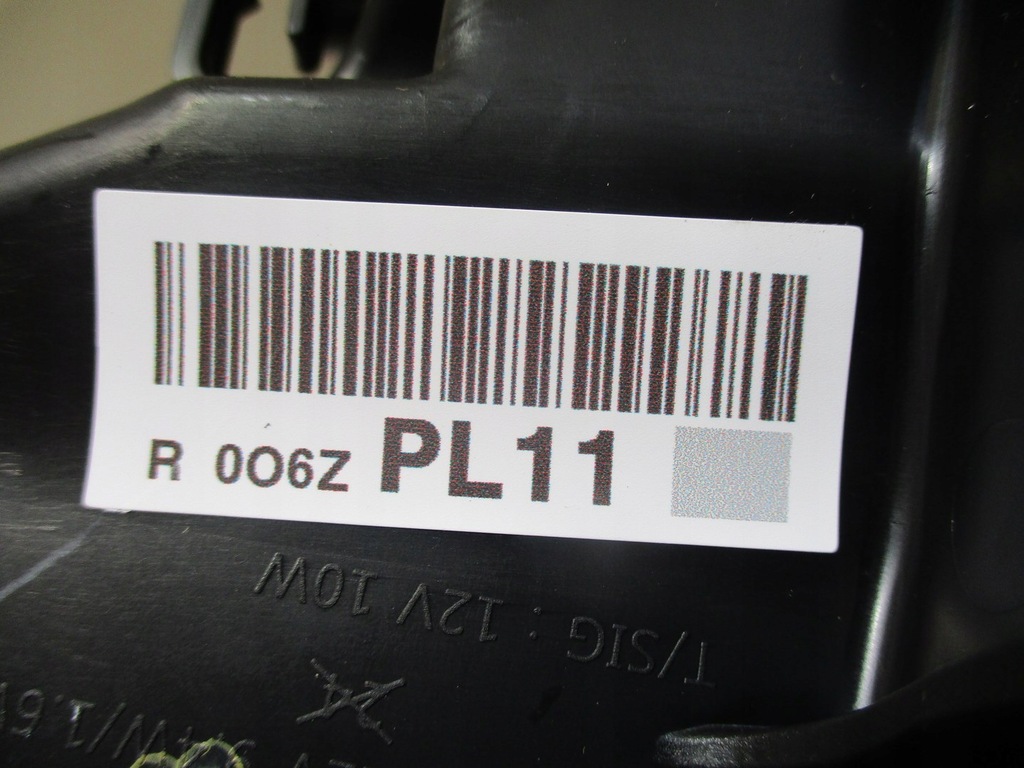 R 0O6Z PL11
T/SIG : 12V 10W